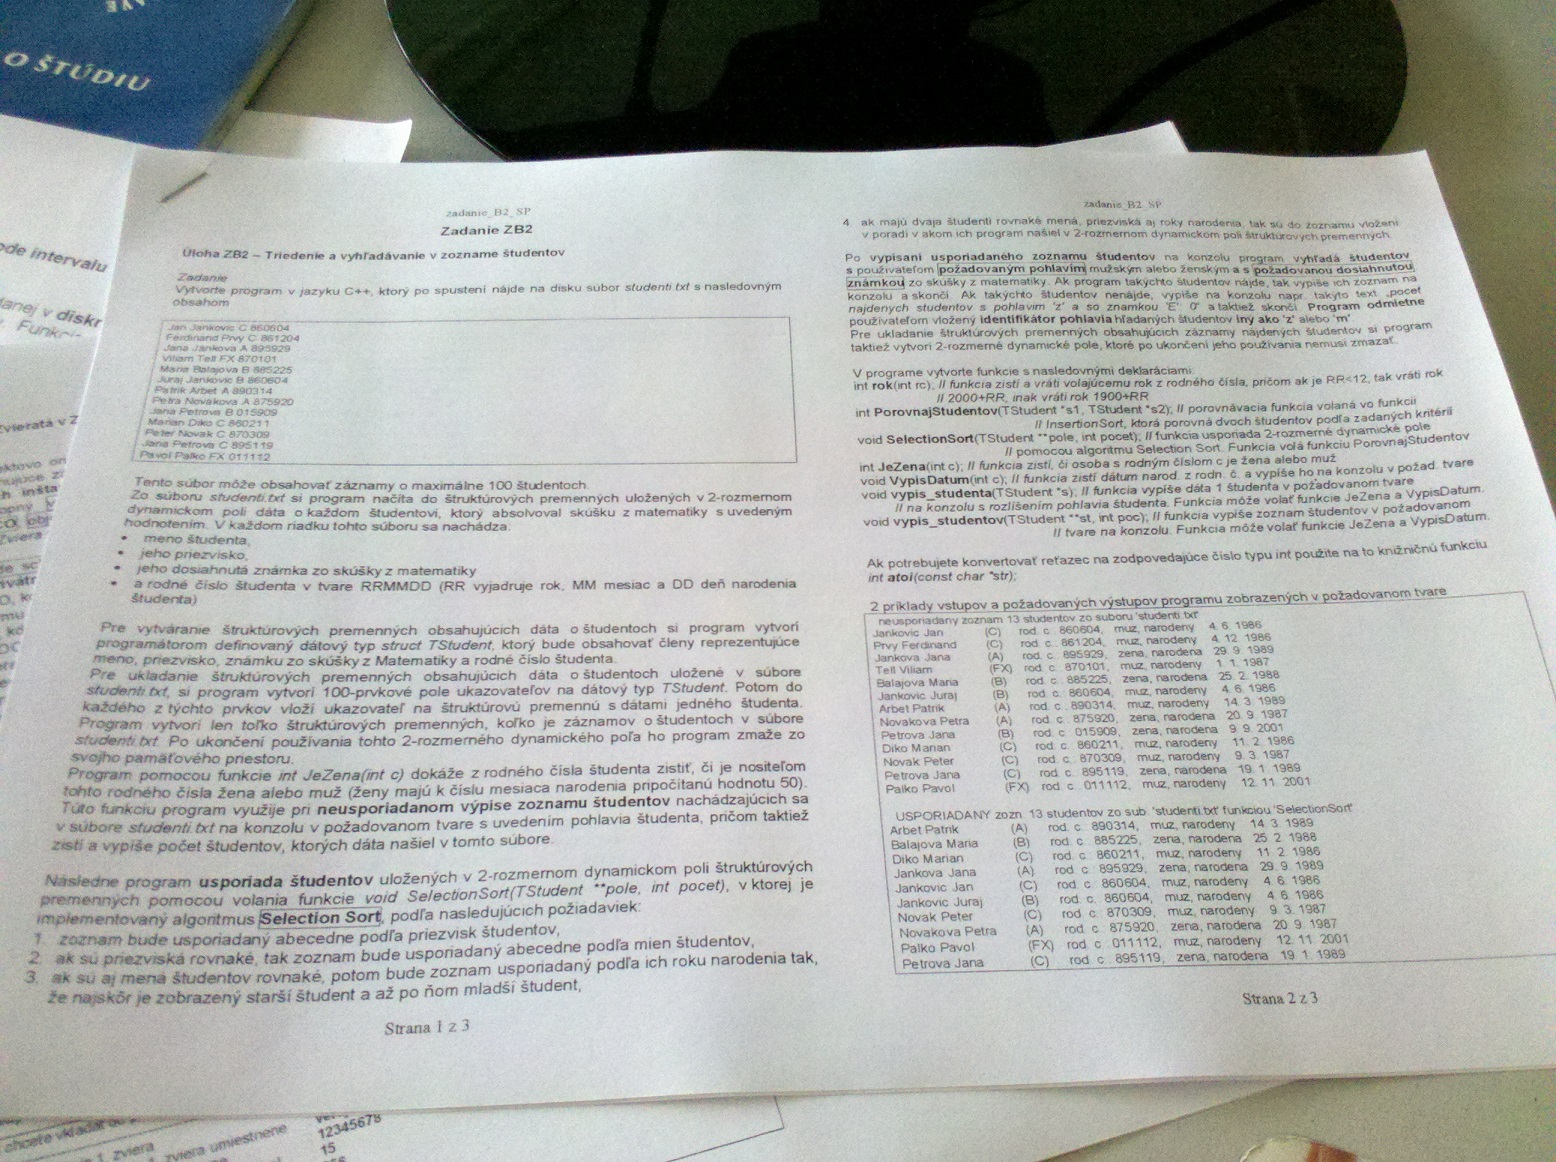 O ŠTÚDIU
ode intervalu
anej v diskr
zadanie_B2_SP
Zadanie ZB2
Úloha ZB2 – Triedenie a vyhľadávanie v zozname študentov
Zadanie
Vytvorte program v jazyku C++, ktorý po spustení nájde na disku súbor studenti.txt s nasledovným
obsahom
Jan Jankovic C 860604
Ferdinand Prvy C 861204
Jana Jankova A 895929
Viliam Tell FX 870101
Maria Balajova B 885225
Juraj Jankovic B 860604
Patrik Arbet A 890314
Petra Novakova A 875920
Jana Petrova B 015909
Marian Diko C 860211
Peter Novak C 870309
Jana Petrova C 895119
Pavol Palko FX 011112
Tento súbor môže obsahovať záznamy o maximálne 100 študentoch.
Zo súboru studenti.txt si program načíta do štruktúrových premenných uložených v 2-rozmernom
dynamickom poli dáta o každom študentovi, ktorý absolvoval skúšku z matematiky s uvedeným
hodnotením. V každom riadku tohto súboru sa nachádza:
• meno študenta,
• jeho priezvisko,
• jeho dosiahnutá známka zo skúšky z matematiky
• a rodné číslo študenta v tvare RRMMDD (RR vyjadruje rok, MM mesiac a DD deň narodenia
študenta)
Pre vytváranie štruktúrových premenných obsahujúcich dáta o študentoch si program vytvorí
programátorom definovaný dátový typ struct TStudent, ktorý bude obsahovať členy reprezentujúce
meno, priezvisko, známku zo skúšky z Matematiky a rodné číslo študenta.
Pre ukladanie štruktúrových premenných obsahujúcich dáta o študentoch uložené v súbore
studenti.txt, si program vytvorí 100-prvkové pole ukazovateľov na dátový typ TStudent. Potom do
každého z týchto prvkov vloží ukazovateľ na štruktúrovú premennú s dátami jedného študenta.
Program vytvorí len toľko štruktúrových premenných, koľko je záznamov o študentoch v súbore
studenti.txt. Po ukončení používania tohto 2-rozmerného dynamického poľa ho program zmaže zo
svojho pamäťového priestoru.
Program pomocou funkcie int JeZena(int c) dokáže z rodného čísla študenta zistiť, či je nositeľom
tohto rodného čísla žena alebo muž (ženy majú k číslu mesiaca narodenia pripočítanú hodnotu 50).
Túto funkciu program využije pri neusporiadanom výpise zoznamu študentov nachádzajúcich sa
v súbore studenti.txt na konzolu v požadovanom tvare s uvedením pohlavia študenta, pričom taktiež
zistí a vypíše počet študentov, ktorých dáta našiel v tomto súbore.
Následne program usporiada študentov uložených v 2-rozmernom dynamickom poli štruktúrových
premenných pomocou volania funkcie void SelectionSort(TStudent **pole, int pocet), v ktorej je
implementovaný algoritmus Selection Sort, podľa nasledujúcich požiadaviek:
1. zoznam bude usporiadaný abecedne podľa priezvisk študentov,
2. ak sú priezviská rovnaké, tak zoznam bude usporiadaný abecedne podľa mien študentov,
3. ak sú aj mená študentov rovnaké, potom bude zoznam usporiadaný podľa ich roku narodenia tak,
že najskôr je zobrazený starší študent a až po ňom mladší študent,
Strana 1 z 3
zadanie_B2_SP
4. ak majú dvaja študenti rovnaké mená, priezviská aj roky narodenia, tak sú do zoznamu vložení
v poradí v akom ich program našiel v 2-rozmernom dynamickom poli štruktúrových premenných.
Po vypísaní usporiadaného zoznamu študentov na konzolu program vyhľadá študentov
s používateľom požadovaným pohlavím mužským alebo ženským a s požadovanou dosiahnutou
známkou zo skúšky z matematiky. Ak program takýchto študentov nájde, tak vypíše ich zoznam na
konzolu a skončí. Ak takýchto študentov nenájde, vypíše na konzolu napr. takýto text „pocet
najdenych studentov s pohlavim 'z' a so znamkou 'E': 0“ a taktiež skončí. Program odmietne
používateľom vložený identifikátor pohlavia hľadaných študentov iný ako 'z' alebo 'm'.
Pre ukladanie štruktúrových premenných obsahujúcich záznamy nájdených študentov si program
taktiež vytvorí 2-rozmerné dynamické pole, ktoré po ukončení jeho používania nemusí zmazať.
V programe vytvorte funkcie s nasledovnými deklaráciami:
int rok(int rc); // funkcia zistí a vráti volajúcemu rok z rodného čísla, pričom ak je RR<12, tak vráti rok
// 2000+RR, inak vráti rok 1900+RR
int PorovnajStudentov(TStudent *s1, TStudent *s2); // porovnávacia funkcia volaná vo funkcii
// InsertionSort, ktorá porovná dvoch študentov podľa zadaných kritérií
void SelectionSort(TStudent **pole, int pocet); // funkcia usporiada 2-rozmerné dynamické pole
// pomocou algoritmu Selection Sort. Funkcia volá funkciu PorovnajStudentov
int JeZena(int c); // funkcia zistí, či osoba s rodným číslom c je žena alebo muž
void VypisDatum(int c); // funkcia zistí dátum narod. z rodn. č. a vypíše ho na konzolu v požad. tvare
void vypis_studenta(TStudent *s); // funkcia vypíše dáta 1 študenta v požadovanom tvare
// na konzolu s rozlíšením pohlavia študenta. Funkcia môže volať funkcie JeZena a VypisDatum.
void vypis_studentov(TStudent **st, int poc); // funkcia vypíše zoznam študentov v požadovanom
// tvare na konzolu. Funkcia môže volať funkcie JeZena a VypisDatum.
Ak potrebujete konvertovať reťazec na zodpovedajúce číslo typu int použite na to knižničnú funkciu
int atoi(const char *str);
2 príklady vstupov a požadovaných výstupov programu zobrazených v požadovanom tvare
neusporiadany zoznam 13 studentov zo suboru 'studenti.txt'
Jankovic Jan (C) rod. c. 860604, muz, narodeny 4. 6. 1986
Prvy Ferdinand (C) rod. c. 861204, muz, narodeny 4. 12. 1986
Jankova Jana (A) rod. c. 895929, zena, narodena 29. 9. 1989
Tell Viliam (FX) rod. c. 870101, muz, narodeny 1. 1. 1987
Balajova Maria (B) rod. c. 885225, zena, narodena 25. 2. 1988
Jankovic Juraj (B) rod. c. 860604, muz, narodeny 4. 6. 1986
Arbet Patrik (A) rod. c. 890314, muz, narodeny 14. 3. 1989
Novakova Petra (A) rod. c. 875920, zena, narodena 20. 9. 1987
Petrova Jana (B) rod. c. 015909, zena, narodena 9. 9. 2001
Diko Marian (C) rod. c. 860211, muz, narodeny 11. 2. 1986
Novak Peter (C) rod. c. 870309, muz, narodeny 9. 3. 1987
Petrova Jana (C) rod. c. 895119, zena, narodena 19. 1. 1989
Palko Pavol (FX) rod. c. 011112, muz, narodeny 12. 11. 2001
USPORIADANY zozn. 13 studentov zo sub. 'studenti.txt' funkciou 'SelectionSort'
Arbet Patrik (A) rod. c. 890314, muz, narodeny 14. 3. 1989
Balajova Maria (B) rod. c. 885225, zena, narodena 25. 2. 1988
Diko Marian (C) rod. c. 860211, muz, narodeny 11. 2. 1986
Jankova Jana (A) rod. c. 895929, zena, narodena 29. 9. 1989
Jankovic Jan (C) rod. c. 860604, muz, narodeny 4. 6. 1986
Jankovic Juraj (B) rod. c. 860604, muz, narodeny 4. 6. 1986
Novak Peter (C) rod. c. 870309, muz, narodeny 9. 3. 1987
Novakova Petra (A) rod. c. 875920, zena, narodena 20. 9. 1987
Palko Pavol (FX) rod. c. 011112, muz, narodeny 12. 11. 2001
Petrova Jana (C) rod. c. 895119, zena, narodena 19. 1. 1989
Strana 2 z 3
chcete vkladať
1. zviera
zviera umiestnene
12345678
15